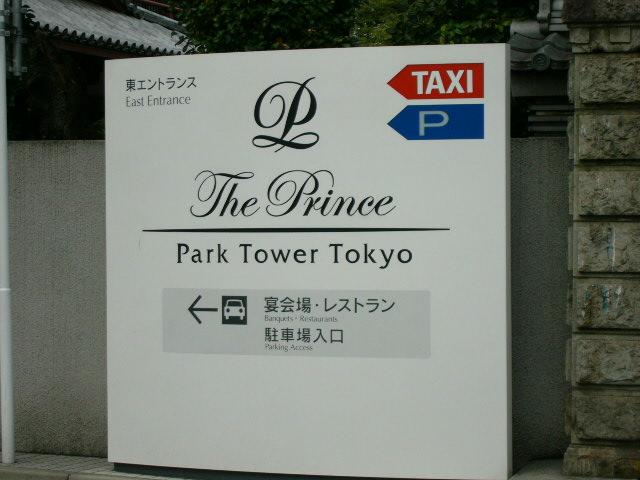 東エントランス
East Entrance
TAXI
P
The Prince
Park Tower Tokyo
宴会場・レストラン
Banquets・Restaurants
駐車場入口
Parking Access